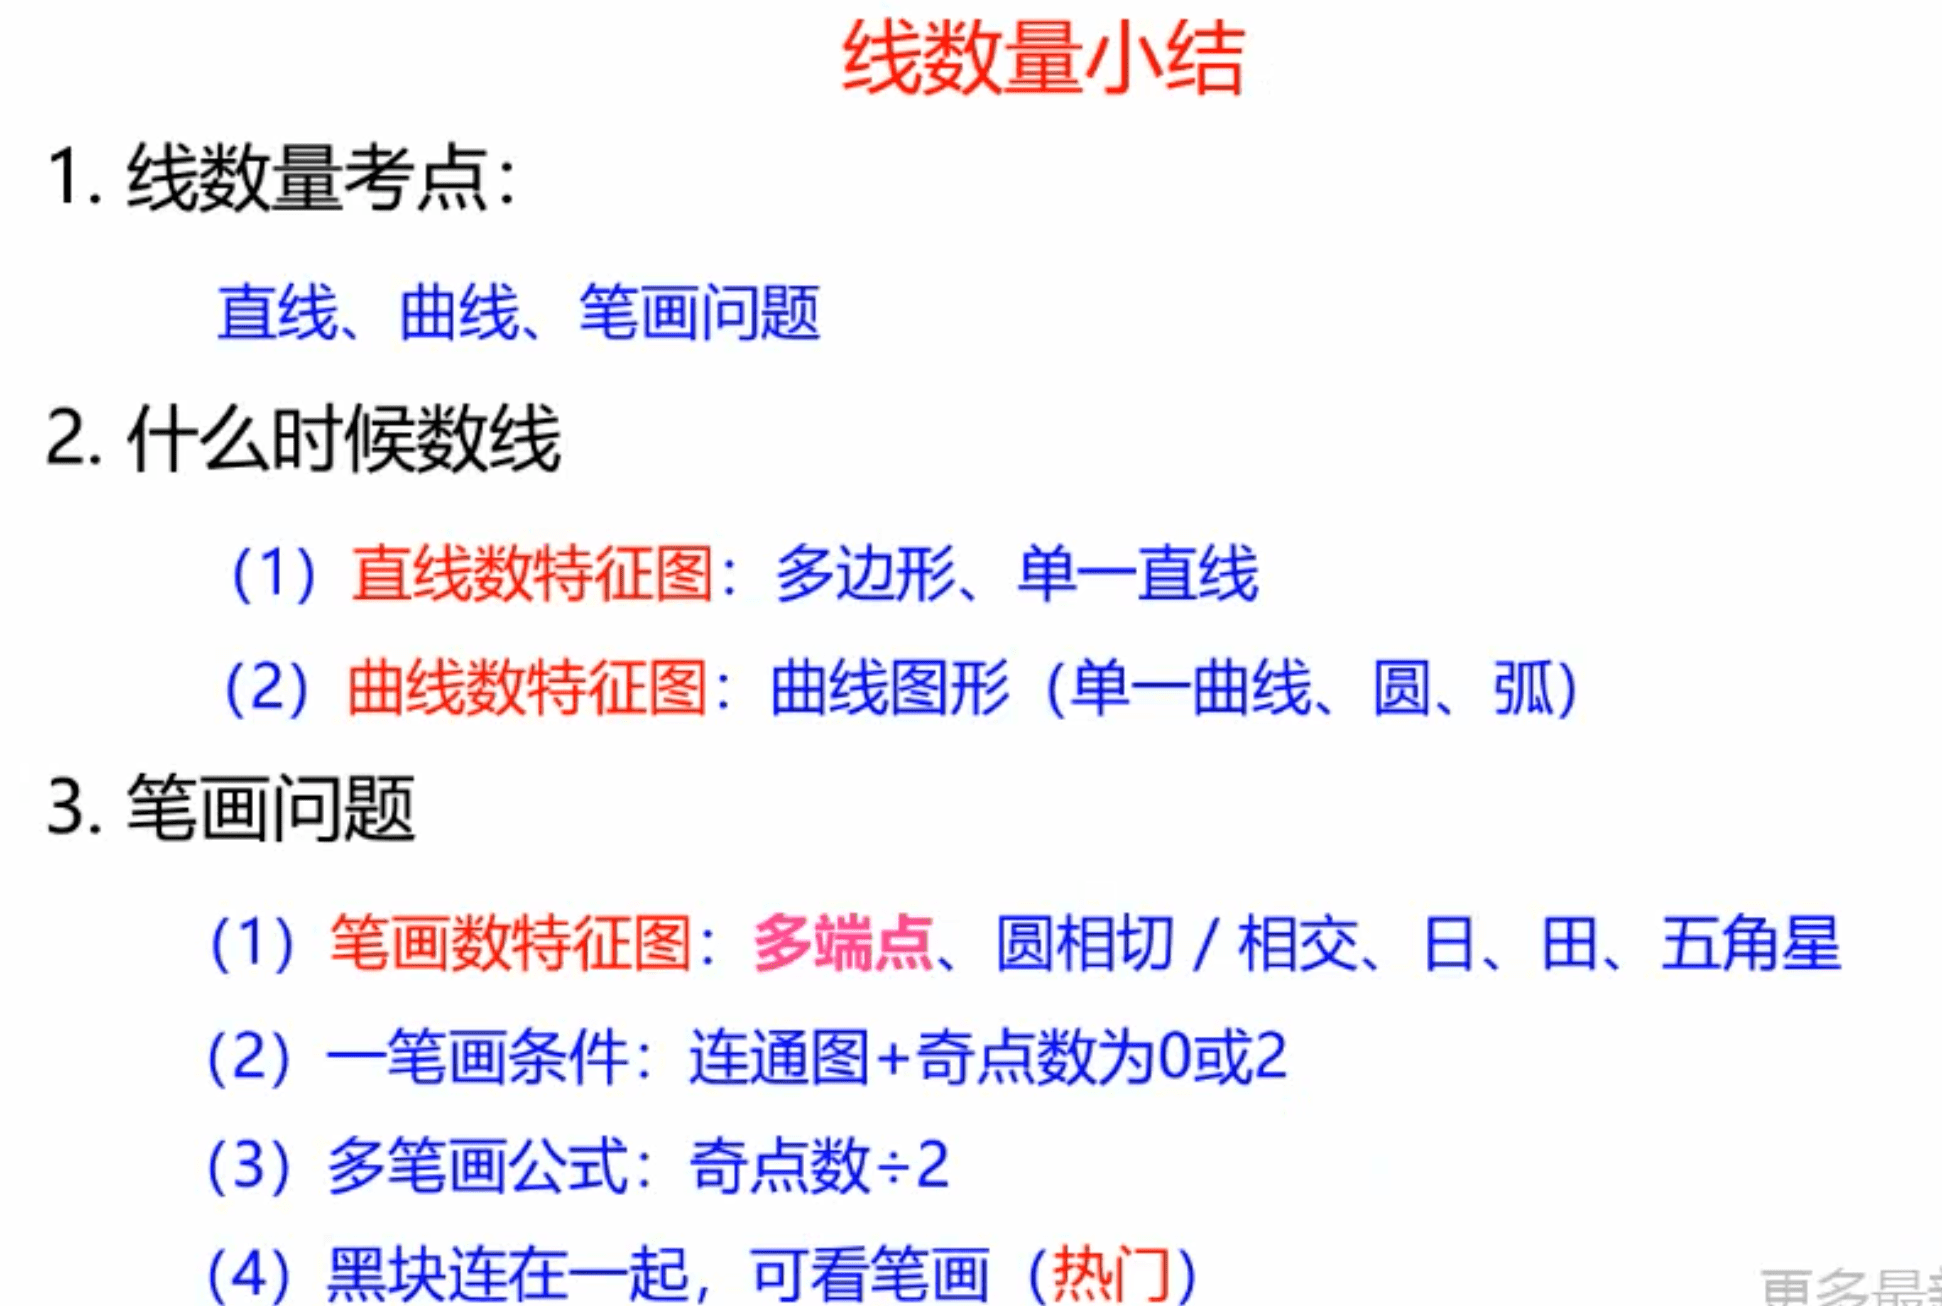 线数量小结
1. 线数量考点：
直线、曲线、笔画问题
2. 什么时候数线
（1）直线数特征图：多边形、单一直线
（2）曲线数特征图：曲线图形（单一曲线、圆、弧）
3. 笔画问题
（1）笔画数特征图：多端点、圆相切 / 相交、日、田、五角星
（2）一笔画条件：连通图+奇点数为0或2
（3）多笔画公式：奇点数÷2
（4）黑块连在一起，可看笔画（热门）
更多最